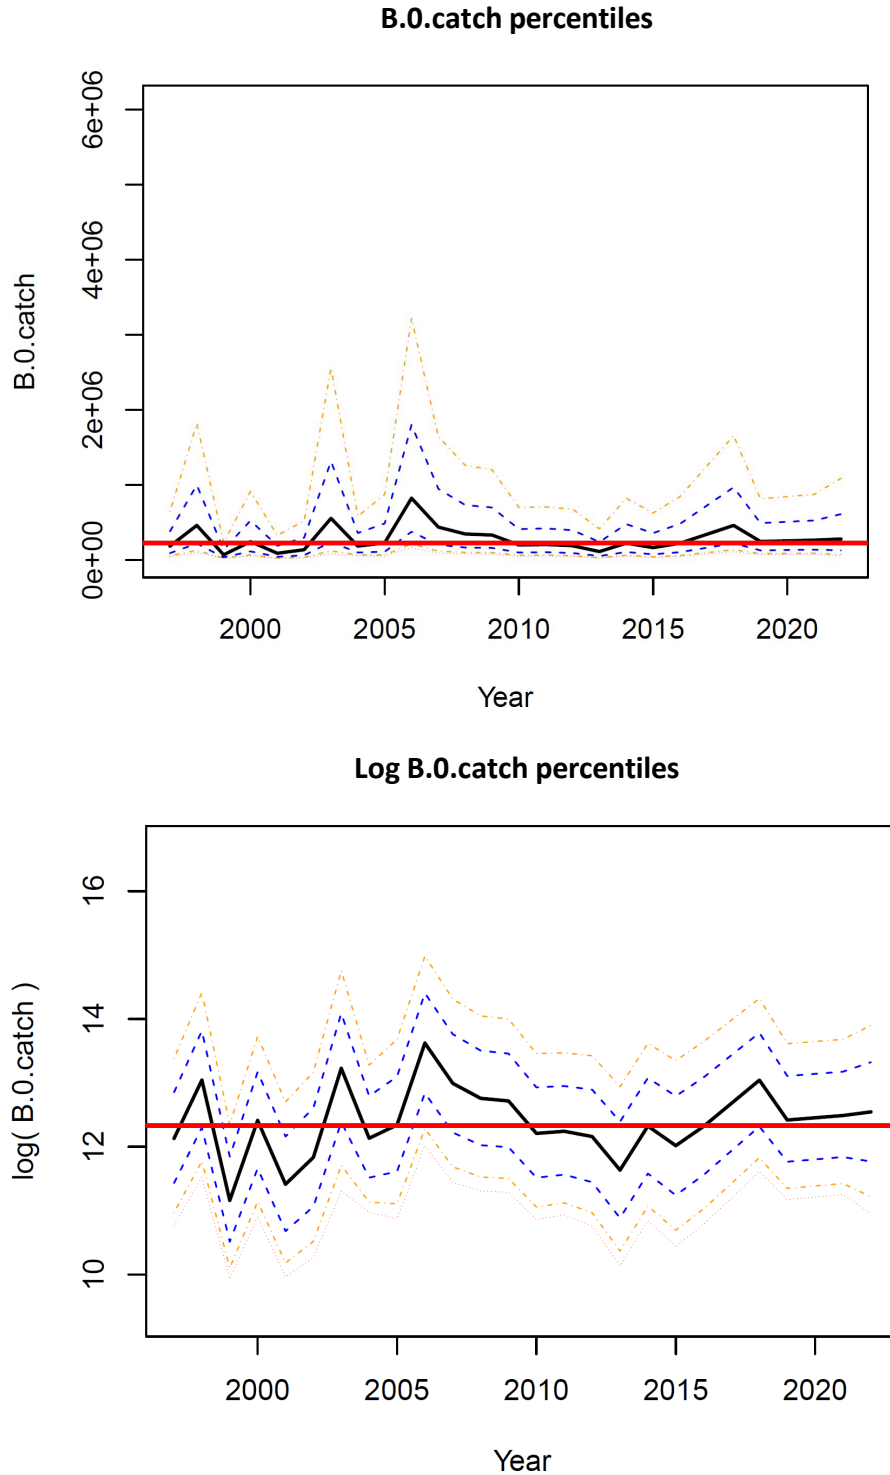 B.0.catch percentiles
6e+06
4e+06
2e+06
0e+00
B.0.catch
2000 2005 2010 2015 2020
Year
Log B.0.catch percentiles
16
14
12
10
log( B.0.catch )
2000 2005 2010 2015 2020
Year